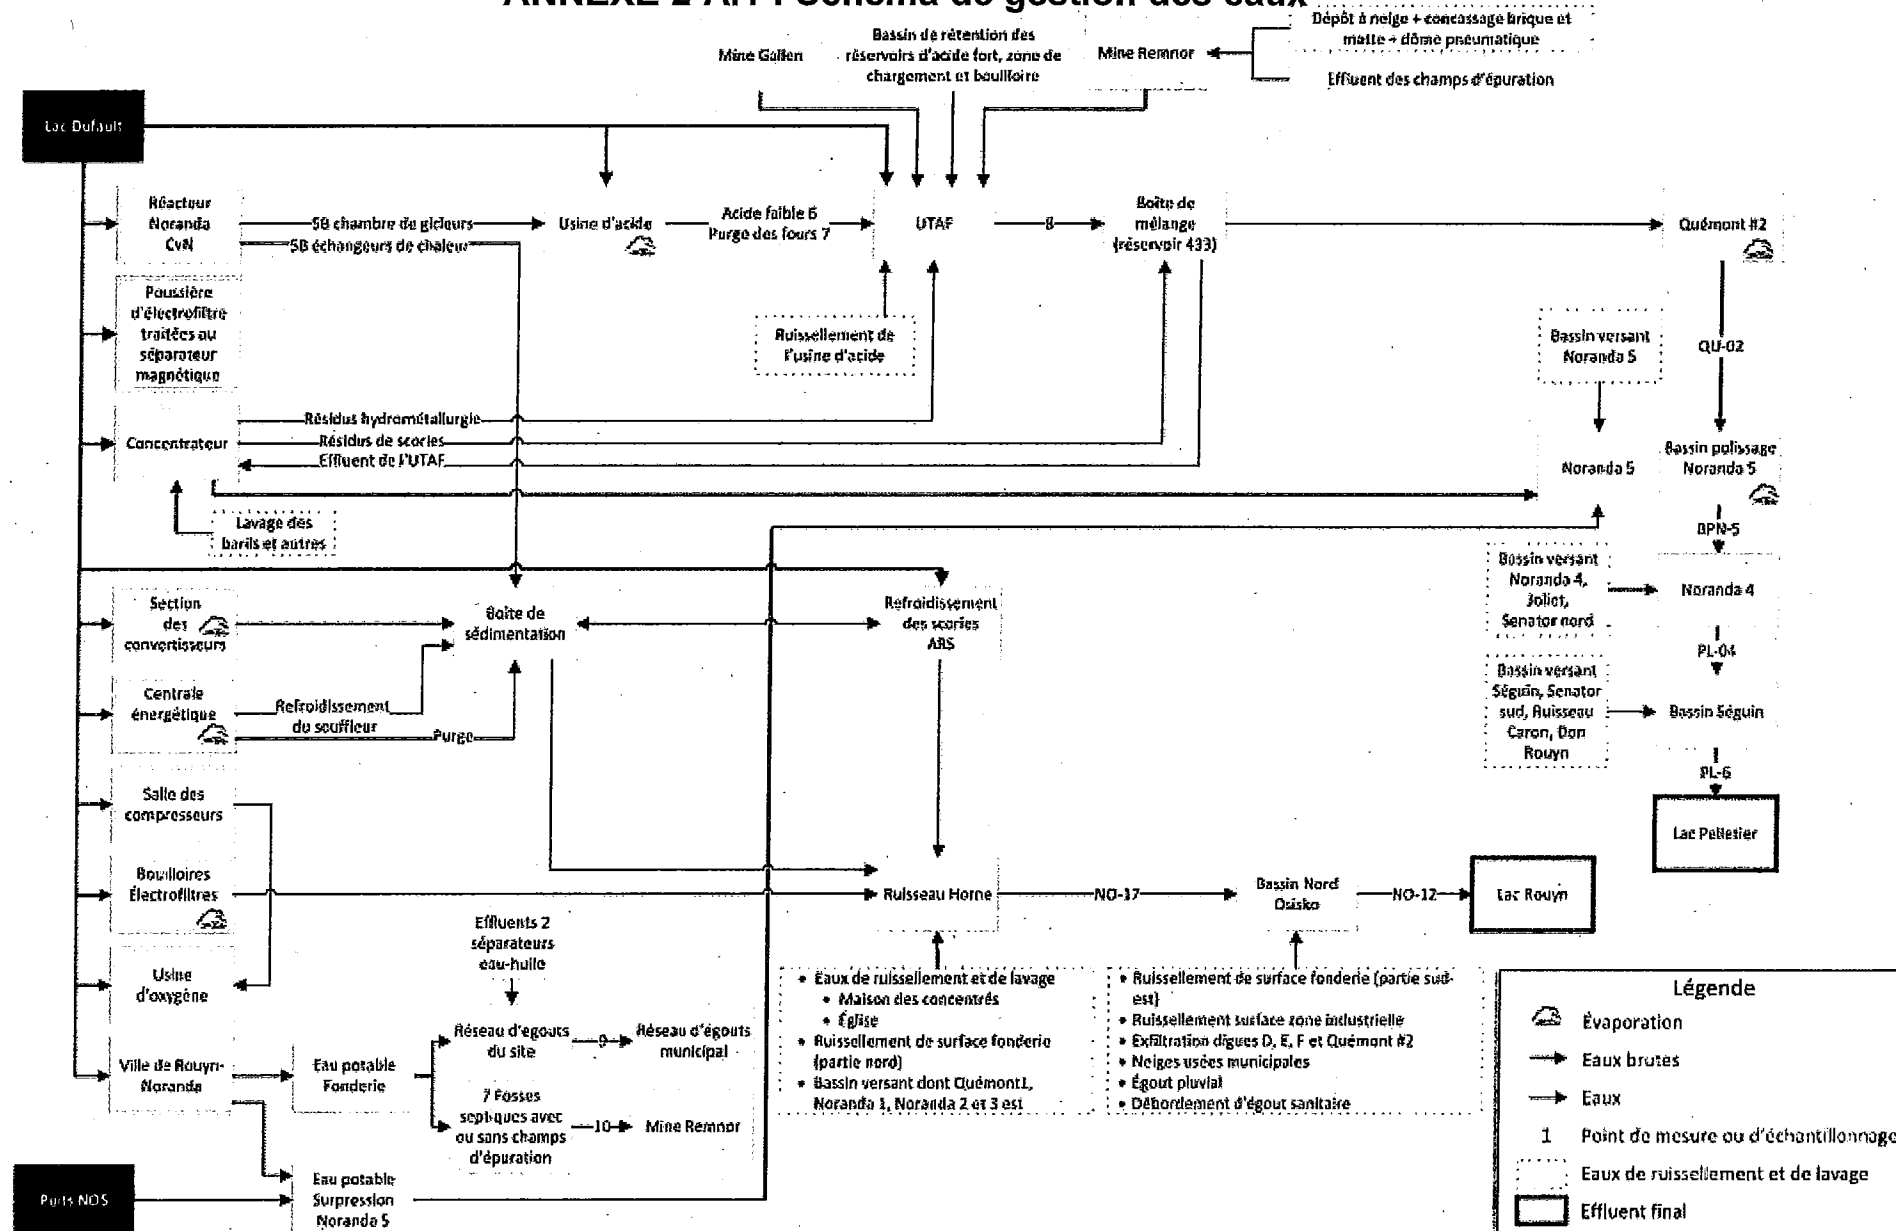 Schéma de gestion des eaux
Mine Gallen
Bassin de rétention des
réservoirs d'acide fort, zone de
chargement et bouilloire
Mine Remnor
Dépôt à neige + concassage brique et
matte + dôme pneumatique
Effluent des champs d'épuration
Lac Dufault
Réacteur
Noranda
CvN
5B chambre de gicleurs
5B échangeurs de chaleur
Usine d'acide
Acide faible 6
Purge des fours 7
UTAF
8
Boîte de
mélange
(réservoir 433)
Quémont #2
Poussière
d'électrofiltre
traitées au
séparateur
magnétique
Ruissellement de
l'usine d'acide
Bassin versant
Noranda 5
QU-02
Concentrateur
Résidus hydrométallurgie
Résidus de scories
Effluent de l'UTAF
Noranda 5
Bassin polissage
Noranda 5
Lavage des
barils et autres
BPN-5
Bassin versant
Noranda 4,
Joliet,
Senator nord
Noranda 4
Section
des
convertisseurs
Boîte de
sédimentation
Refroidissement
des scories
ARS
PL-04
Centrale
énergétique
Refroidissement
du souffleur
Purge
Bassin versant
Séguin, Senator
sud, Ruisseau
Caron, Don
Rouyn
Bassin Séguin
PL-6
Salle des
compresseurs
Lac Pelletier
Bouilloires
Électrofiltres
Ruisseau Horne
NO-17
Bassin Nord
Osisko
NO-12
Lac Rouyn
Effluents 2
séparateurs
eau-huile
Usine
d'oxygène
• Eaux de ruissellement et de lavage
• Maison des concentrés
• Église
• Ruissellement de surface fonderie
(partie nord)
• Bassin versant dont Quémont1,
Noranda 1, Noranda 2 et 3 est
• Ruissellement de surface fonderie (partie sud-
est)
• Ruissellement surface zone industrielle
• Exfiltration digues D, E, F et Quémont #2
• Neiges usées municipales
• Égout pluvial
• Débordement d'égout sanitaire
Ville de Rouyn-
Noranda
Eau potable
Fonderie
Réseau d'égouts
du site
9
Réseau d'égouts
municipal
7 Fosses
septiques avec
ou sans champs
d'épuration
10
Mine Remnor
Puits NOS
Eau potable
Surpression
Noranda 5
Légende
Évaporation
Eaux brutes
Eaux
1 Point de mesure ou d'échantillonnage
Eaux de ruissellement et de lavage
Effluent final